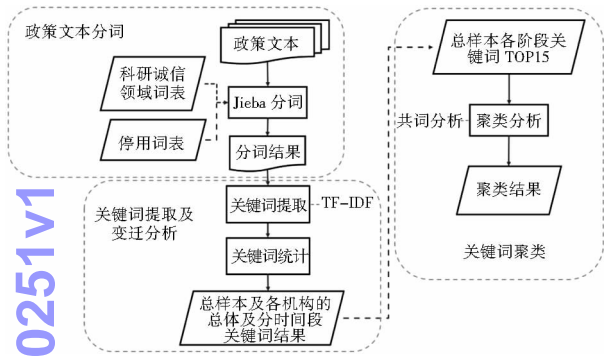 政策文本分词
政策文本
科研诚信
领域词表
Jieba 分词
停用词表
分词结果
关键词提取及
变迁分析
关键词提取
TF-IDF
关键词统计
总样本及各机构的
总体及分时间段
关键词结果
总样本各阶段关
键词 TOP15
共词分析
聚类分析
聚类结果
关键词聚类
0251v1